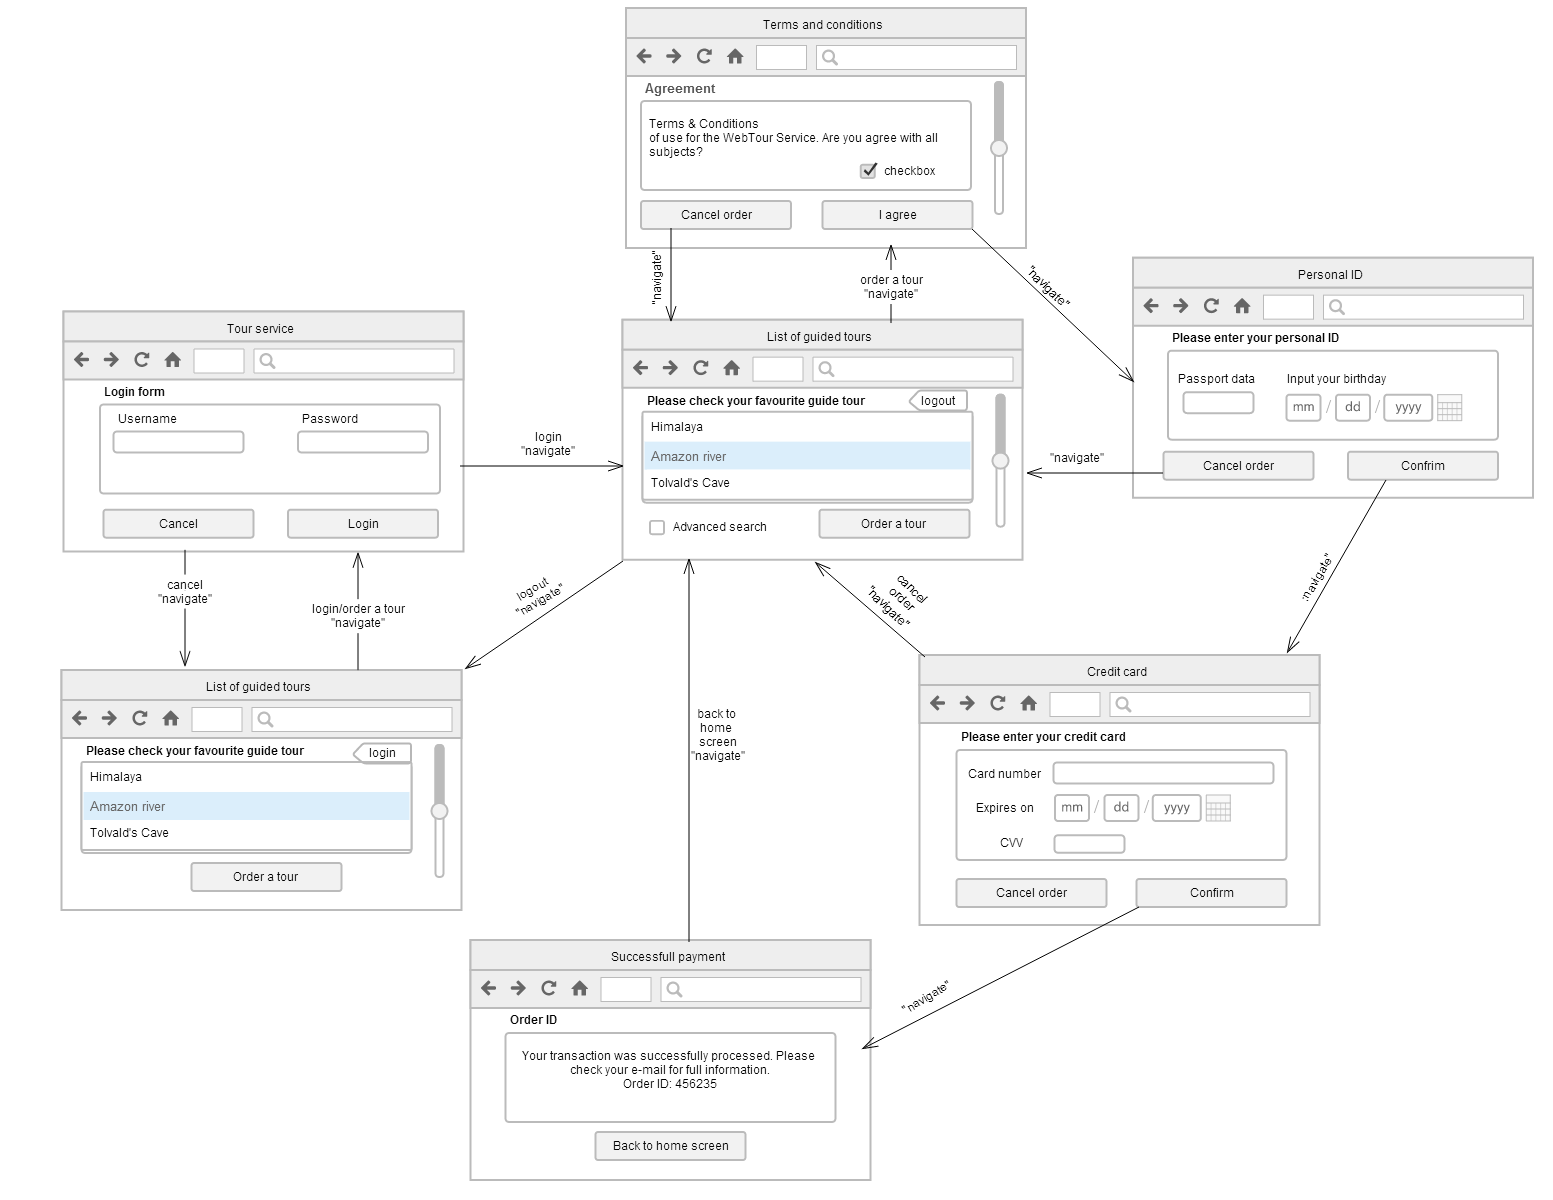 Terms and conditions
Agreement
Terms & Conditions
of use for the WebTour Service. Are you agree with all
subjects?
checkbox
Cancel order
I agree
"navigate"
order a tour
"navigate"
"navigate"
Personal ID
Please enter your personal ID
Passport data
Input your birthday
mm / dd / yyyy
Cancel order
Confrim
"navigate"
:navigate"
Tour service
Login form
Username
Password
Cancel
Login
login
"navigate"
cancel
"navigate"
login/order a tour
"navigate"
List of guided tours
Please check your favourite guide tour
logout
Himalaya
Amazon river
Tolvald's Cave
Advanced search
Order a tour
logout
"navigate"
cancel
order
"navigate"
back to
home
screen
"navigate"
List of guided tours
Please check your favourite guide tour
login
Himalaya
Amazon river
Tolvald's Cave
Order a tour
Credit card
Please enter your credit card
Card number
Expires on
mm / dd / yyyy
CVV
Cancel order
Confirm
"navigate"
Successfull payment
Order ID
Your transaction was successfully processed. Please
check your e-mail for full information.
Order ID: 456235
Back to home screen